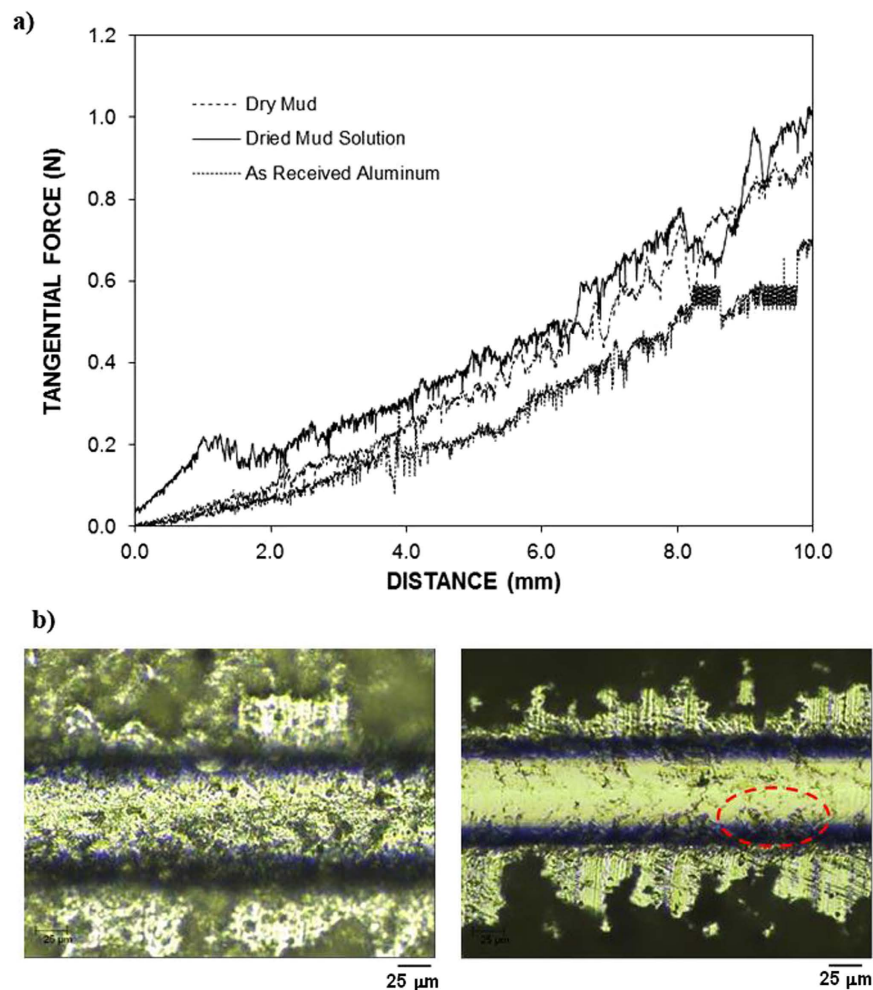 a)
1.2
1.0
0.8
0.6
0.4
0.2
0.0
TANGENTIAL FORCE (N)
Dry Mud
Dried Mud Solution
As Received Aluminum
0.0 2.0 4.0 6.0 8.0 10.0
DISTANCE (mm)
b)
25 µm
25 µm
25 µm
25 µm